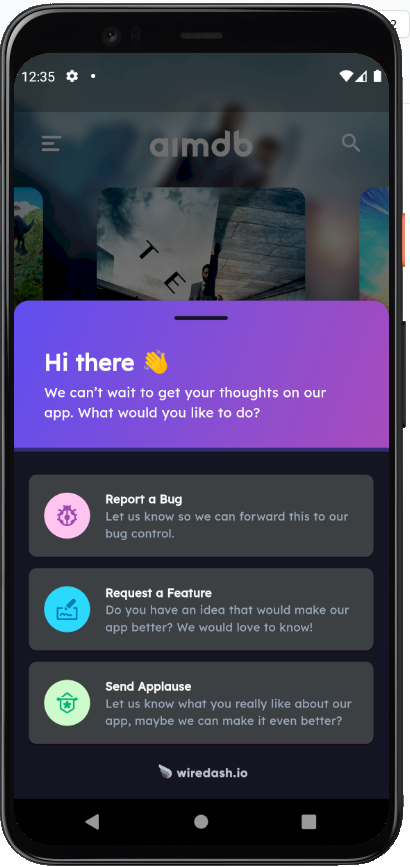 2
12:35
aimdb
T
E
Hi there 👋
We can't wait to get your thoughts on our
app. What would you like to do?
Report a Bug
Let us know so we can forward this to our
bug control.
Request a Feature
Do you have an idea that would make our
app better? We would love to know!
Send Applause
Let us know what you really like about our
app, maybe we can make it even better?
wiredash.io